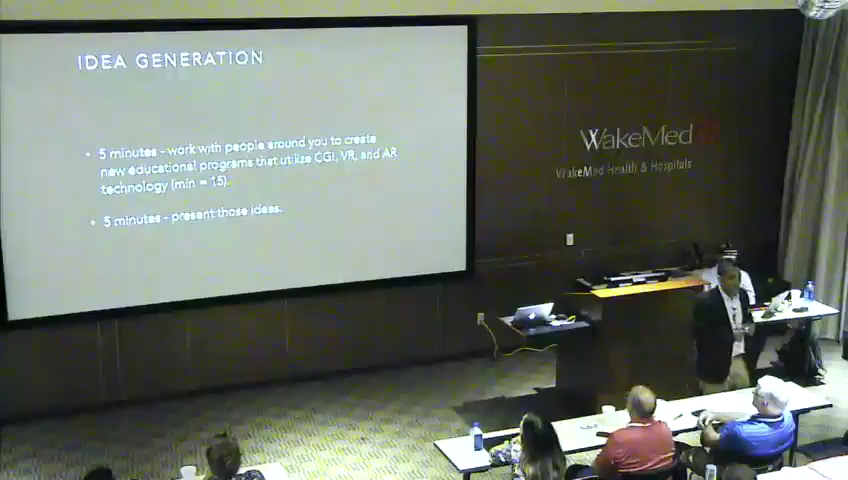 IDEA GENERATION
• 5 minutes - work with people around you to create
new educational programs that utilize CGI, VR, and AR
technology (min = 15).
• 5 minutes - present those ideas.
WakeMed
WakeMed Health & Hospitals